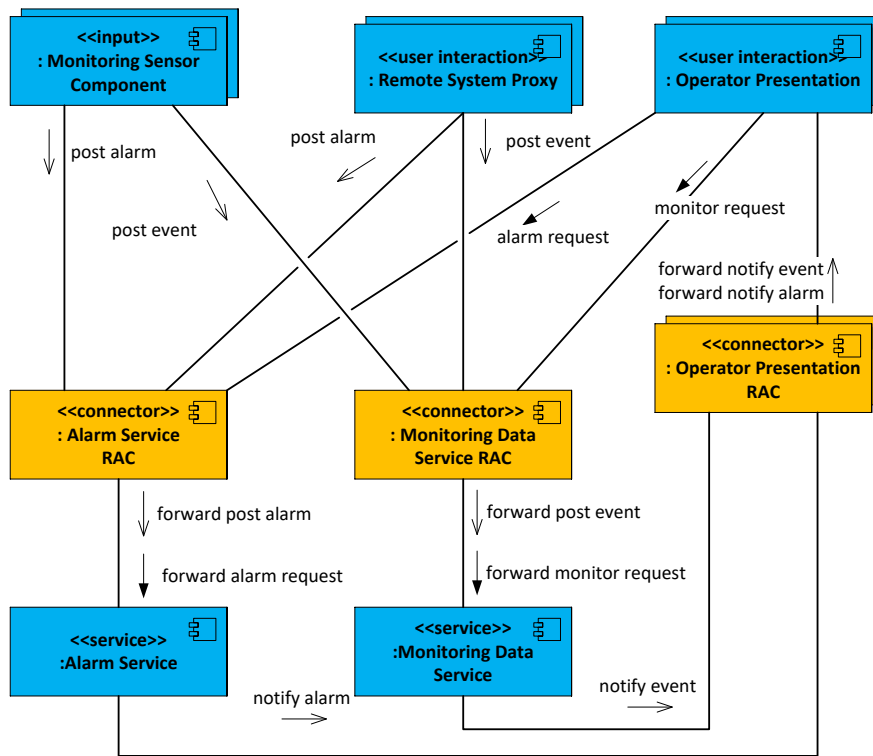 <<input>>
: Monitoring Sensor
Component
<<user interaction>>
: Remote System Proxy
<<user interaction>>
: Operator Presentation
post alarm
post event
post alarm
post event
alarm request
monitor request
forward notify event
forward notify alarm
<<connector>>
: Alarm Service
RAC
<<connector>>
: Monitoring Data
Service RAC
<<connector>>
: Operator Presentation
RAC
forward post alarm
forward alarm request
forward post event
forward monitor request
<<service>>
:Alarm Service
<<service>>
:Monitoring Data
Service
notify alarm
notify event